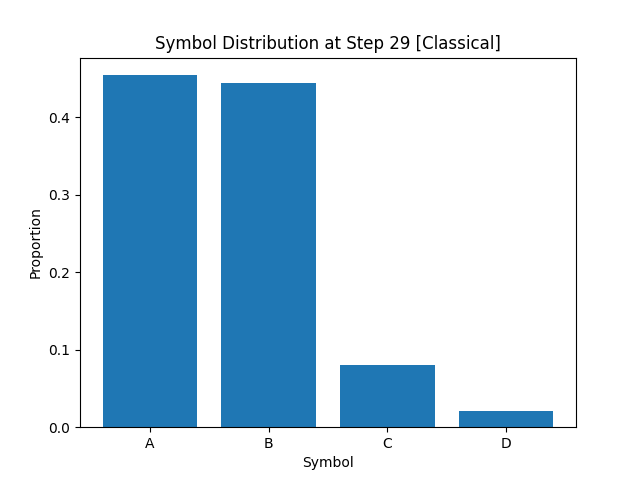 Symbol Distribution at Step 29 [Classical]
Proportion
0.4
0.3
0.2
0.1
0.0
A B C D
Symbol